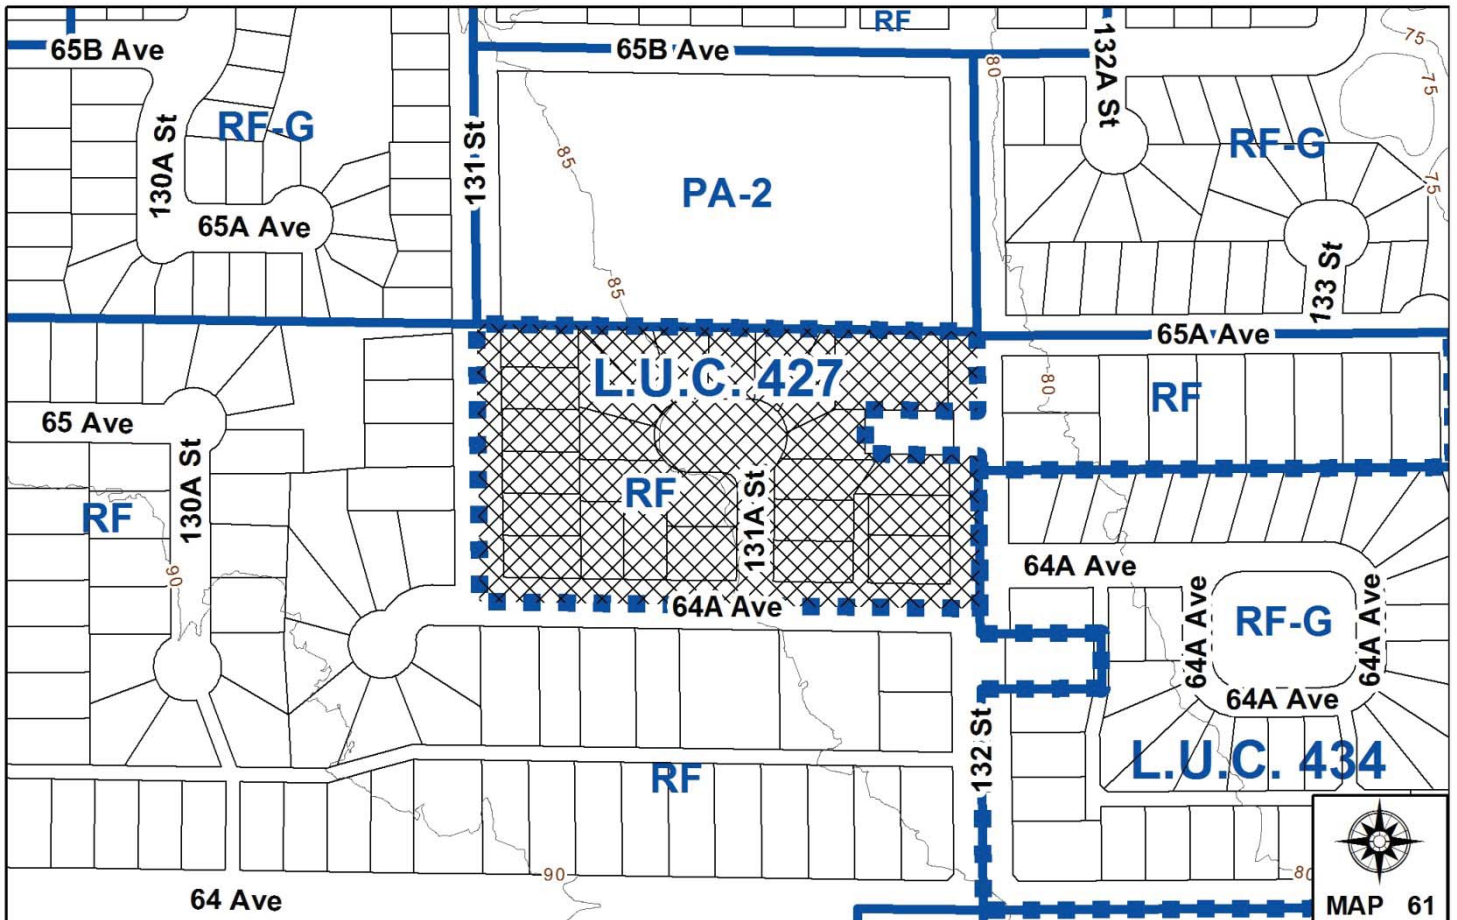 RF
75
65B Ave
65B Ave
132A St
80
75
RF-G
130A St
131 St
85
RF-G
75
PA-2
65A Ave
133 St
85
65A Ave
L.U.C. 427
80
RF
65 Ave
130A St
RF
RF
131A St
90
64A Ave
64A Ave
64A Ave
RF-G
64A Ave
64A Ave
132 St
L.U.C. 434
RF
90
80
64 Ave
MAP 61